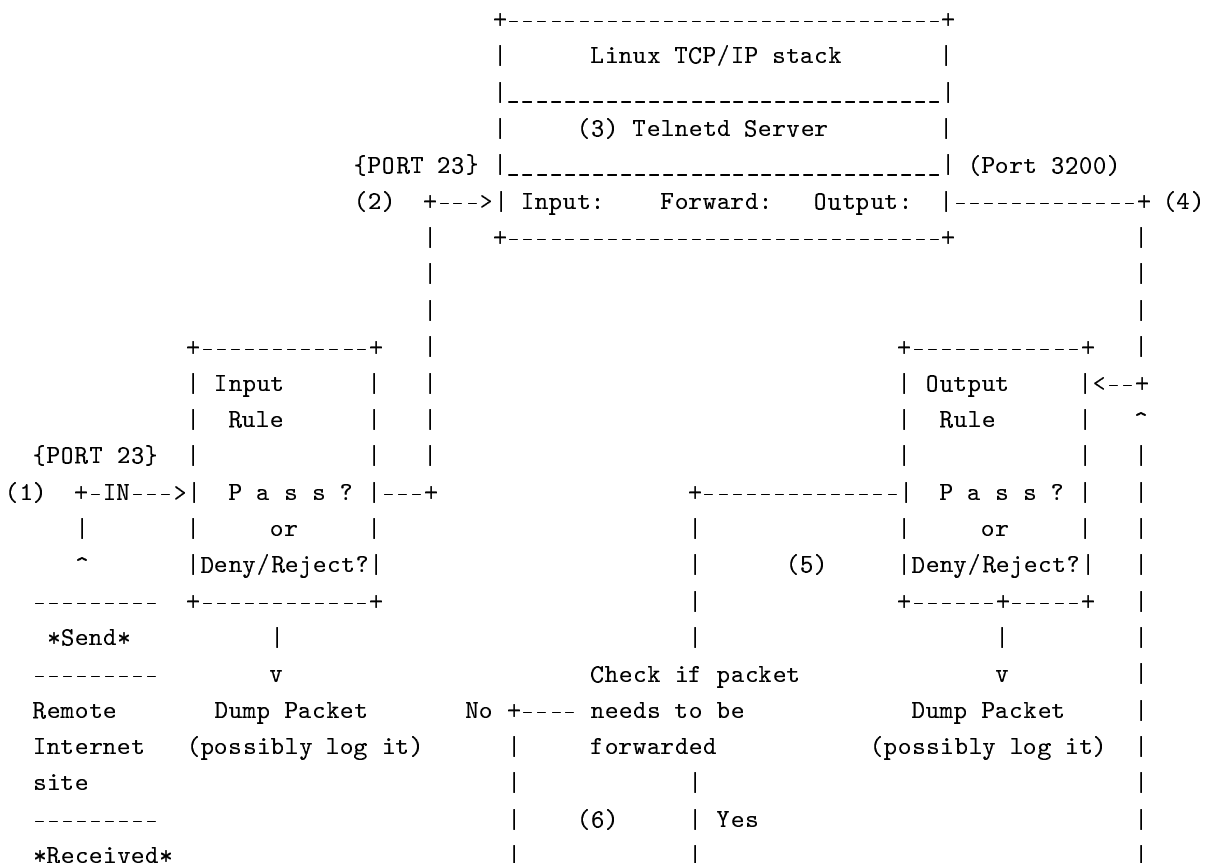 Linux TCP/IP stack
(3) Telnetd Server
{PORT 23} (Port 3200)
(2) Input: Forward: Output: (4)
Input Output
Rule Rule
{PORT 23}
(1) IN P a s s ? P a s s ?
or or
Deny/Reject? (5) Deny/Reject?
*Send*
v Check if packet v
Remote Dump Packet No needs to be Dump Packet
Internet (possibly log it) forwarded (possibly log it)
site
(6) Yes
*Received*